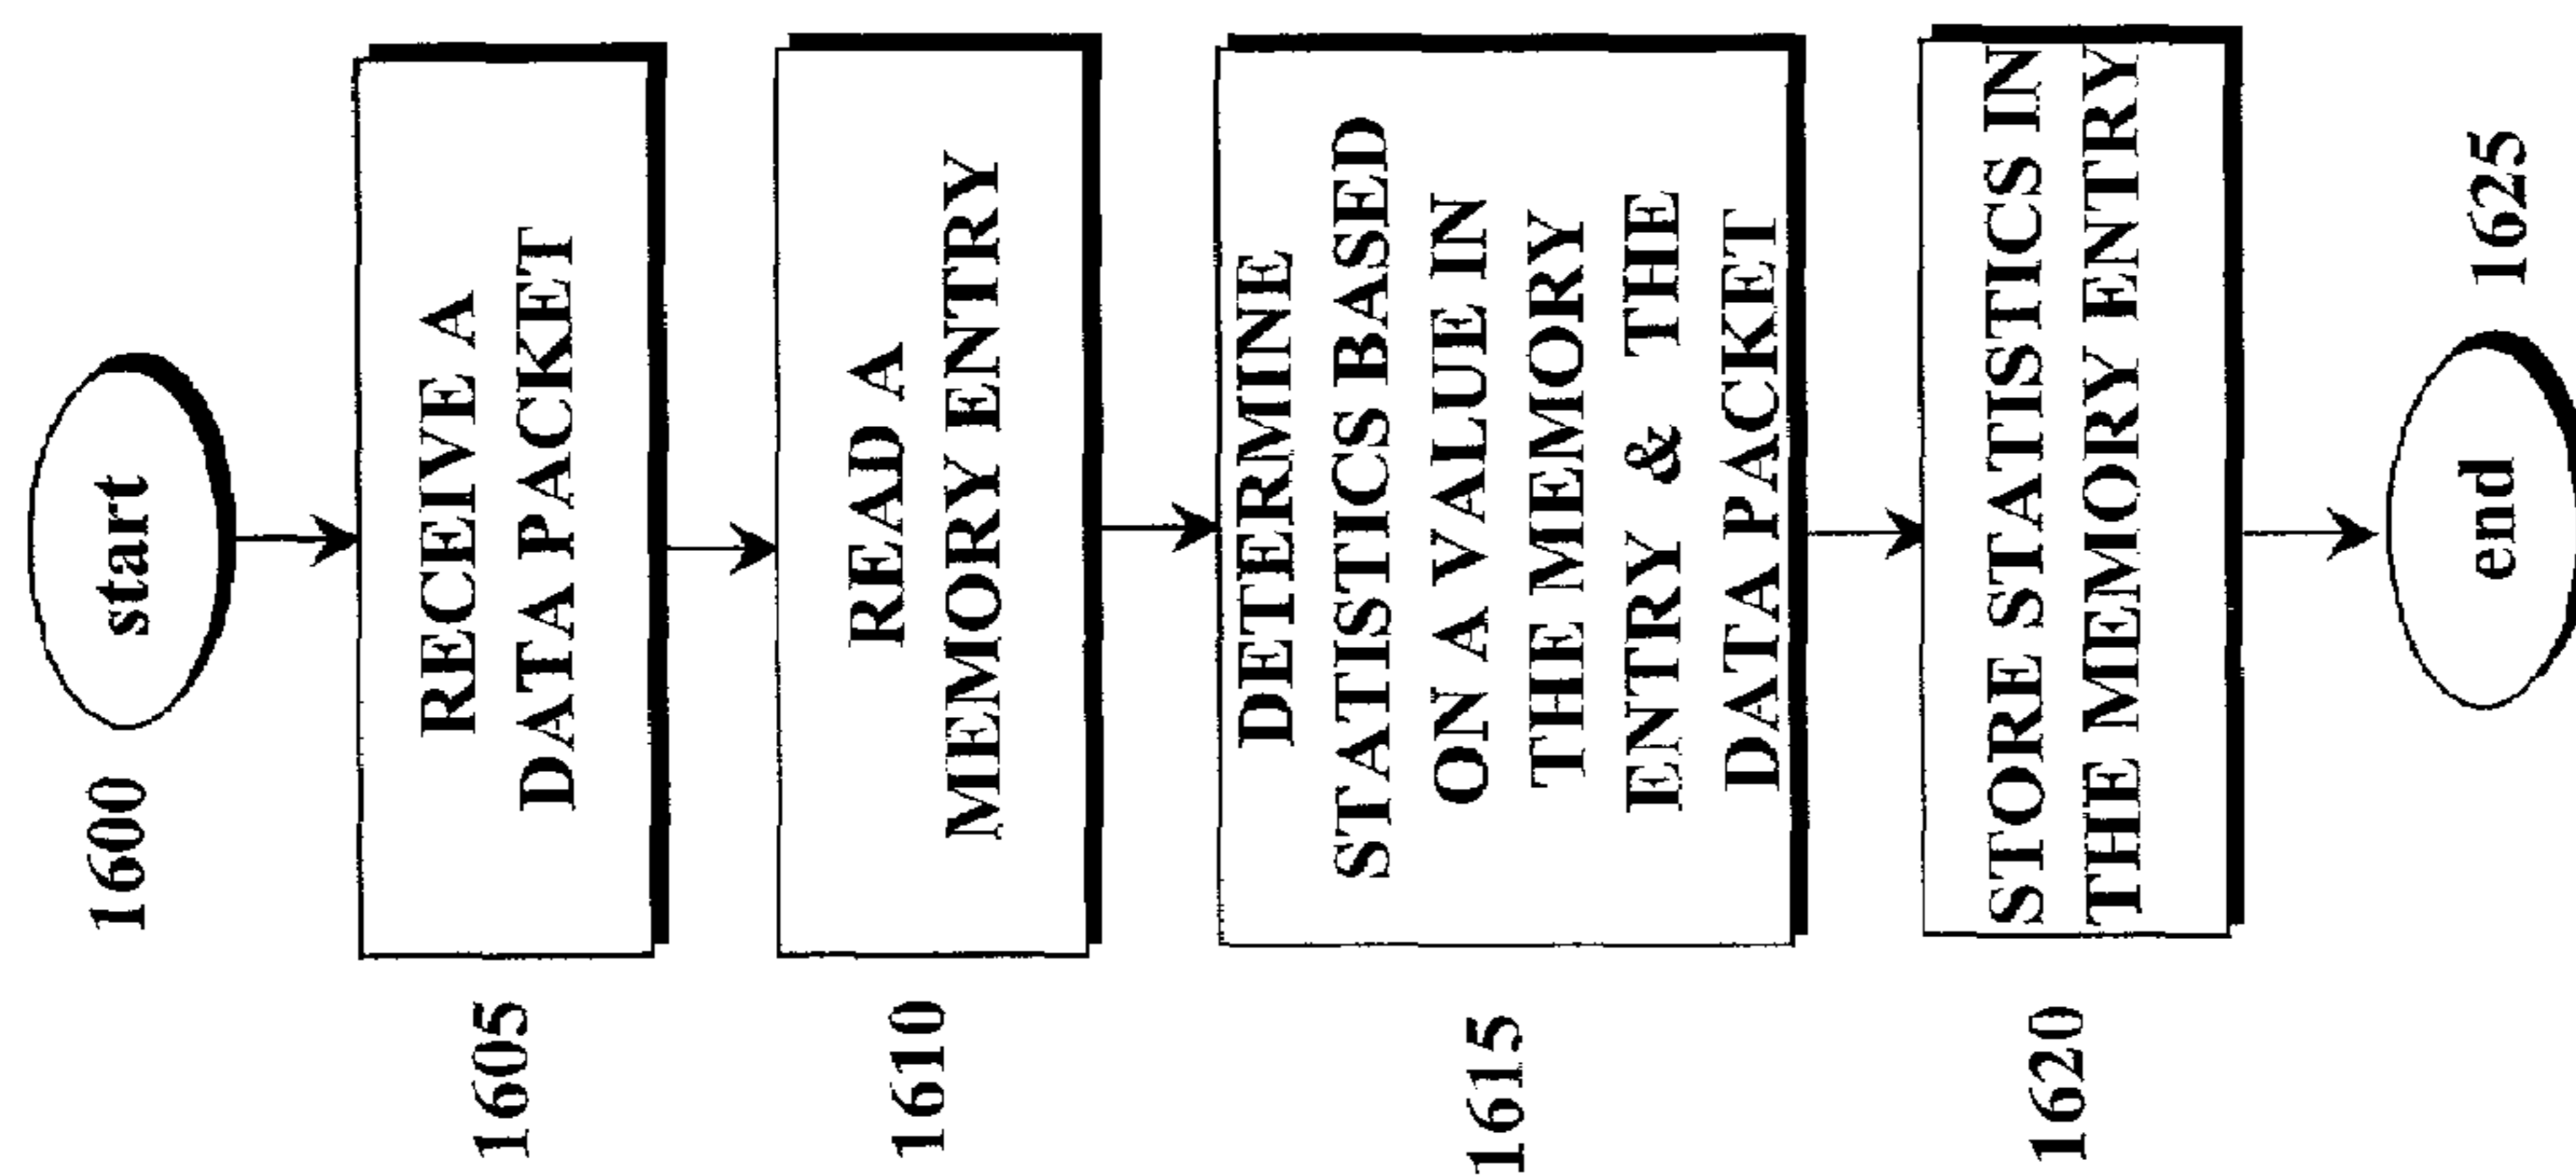 1600
start
1605
RECEIVE A
DATA PACKET
1610
READ A
MEMORY ENTRY
1615
DETERMINE
STATISTICS BASED
ON A VALUE IN
THE MEMORY
ENTRY & THE
DATA PACKET
1620
STORE STATISTICS IN
THE MEMORY ENTRY
end
1625